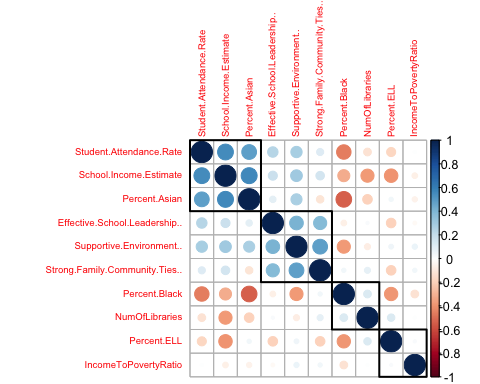 Student.Attendance.Rate
School.Income.Estimate
Percent.Asian
Effective.School.Leadership..
Supportive.Environment..
Strong.Family.Community.Ties..
Percent.Black
NumOfLibraries
Percent.ELL
IncomeToPovertyRatio
Student.Attendance.Rate
School.Income.Estimate
Percent.Asian
Effective.School.Leadership..
Supportive.Environment..
Strong.Family.Community.Ties..
Percent.Black
NumOfLibraries
Percent.ELL
IncomeToPovertyRatio
1
0.8
0.6
0.4
0.2
0
-0.2
-0.4
-0.6
-0.8
-1